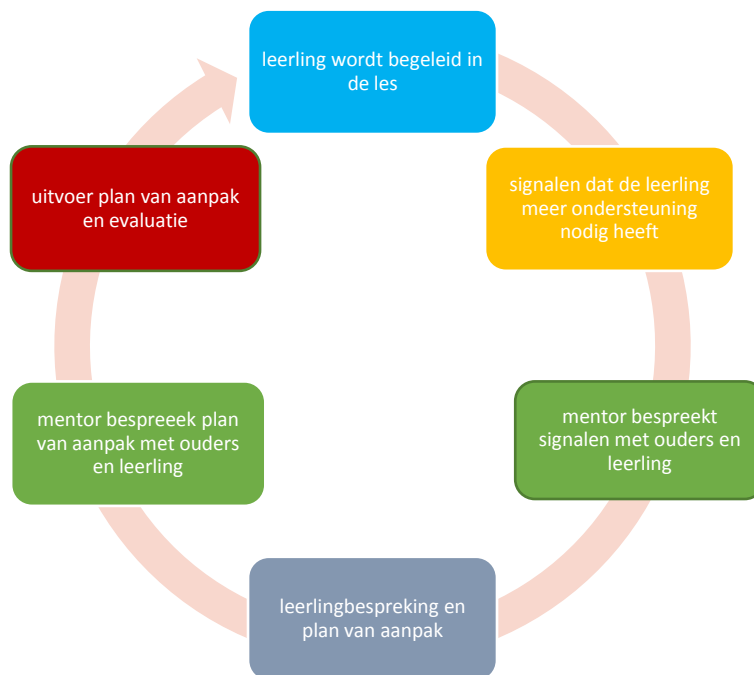 leerling wordt begeleid in
de les
signalen dat de leerling
meer ondersteuning
nodig heeft
mentor bespreekt
signalen met ouders en
leerling
leerlingbespreking en
plan van aanpak
mentor bespreeek plan
van aanpak met ouders
en leerling
uitvoer plan van aanpak
en evaluatie